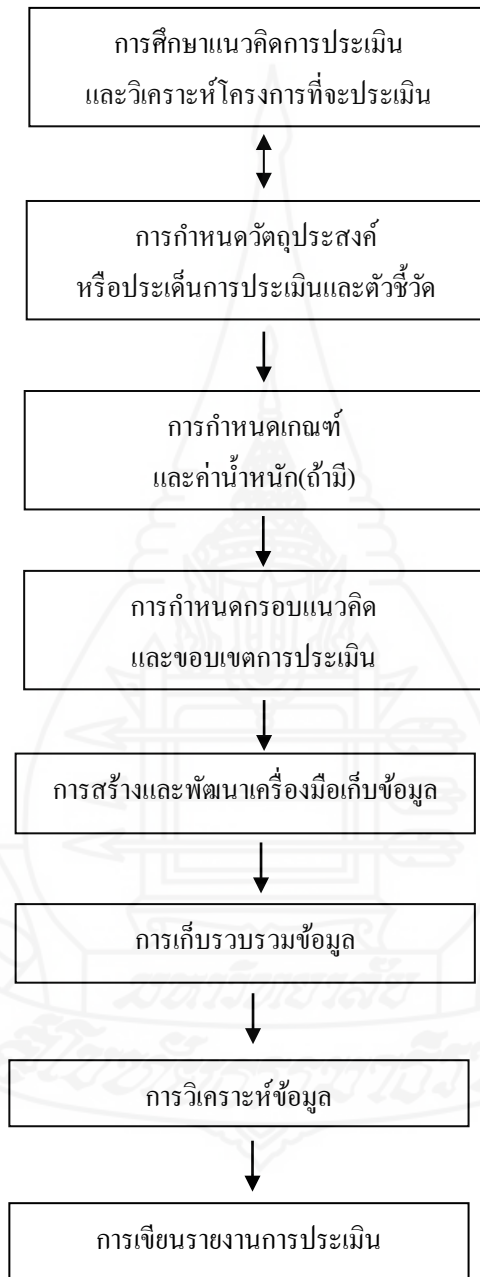 การศึกษาแนวคิดการประเมิน
และวิเคราะห์โครงการที่จะประเมิน
การกำหนดวัตถุประสงค์
หรือประเด็นการประเมินและตัวชี้วัด
การกำหนดเกณฑ์
และค่าน้ำหนัก(ถ้ามี)
การกำหนดกรอบแนวคิด
และขอบเขตการประเมิน
การสร้างและพัฒนาเครื่องมือเก็บข้อมูล
การเก็บรวบรวมข้อมูล
มหาวิทยาลัย
การวิเคราะห์ข้อมูล
การเขียนรายงานการประเมิน